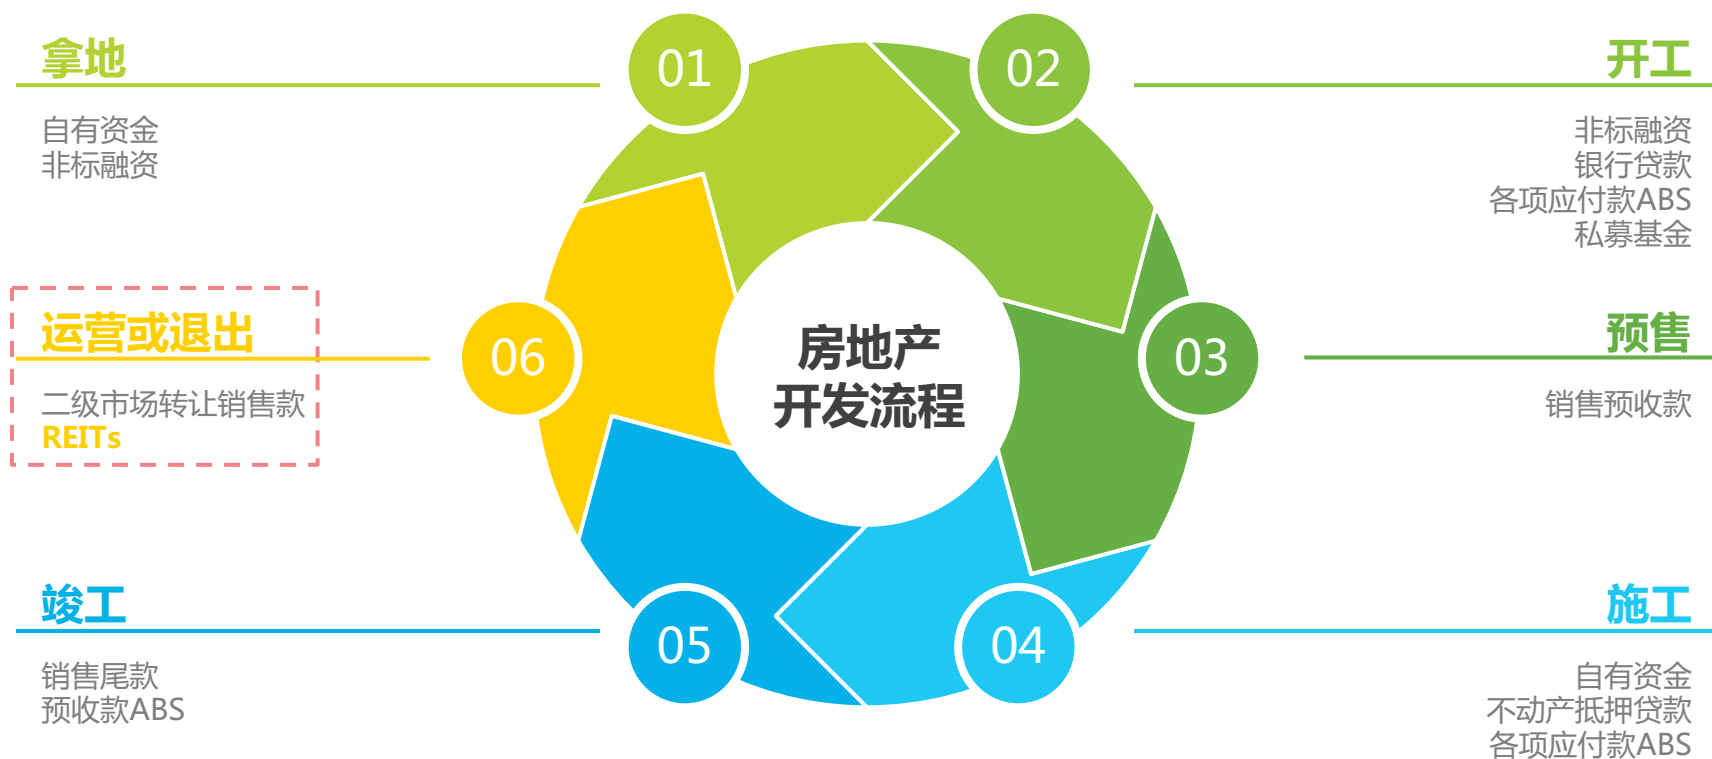 01
拿地
自有资金
非标融资
02
开工
非标融资
银行贷款
各项应付款ABS
私募基金
03
预售
销售预收款
04
施工
自有资金
不动产抵押贷款
各项应付款ABS
05
竣工
销售尾款
预收款ABS
06
运营或退出
二级市场转让销售款
REITs
房地产
开发流程